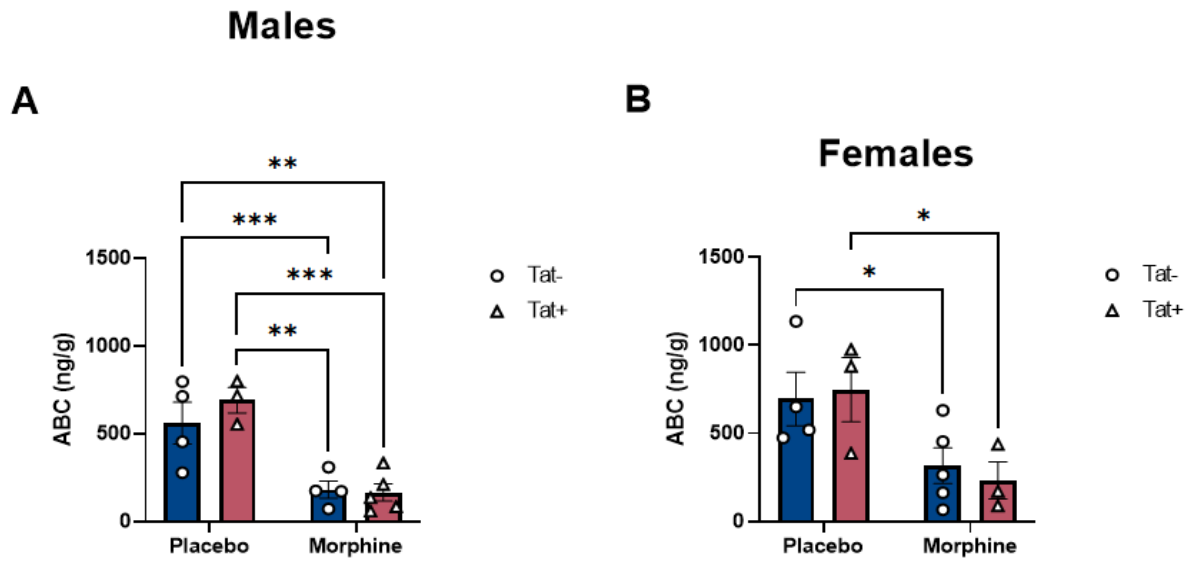 Males
A
**
***
***
**
1500
1000
500
0
ABC (ng/g)
Placebo Morphine
Tat-
Tat+
B
Females
*
*
1500
1000
500
0
ABC (ng/g)
Placebo Morphine
Tat-
Tat+